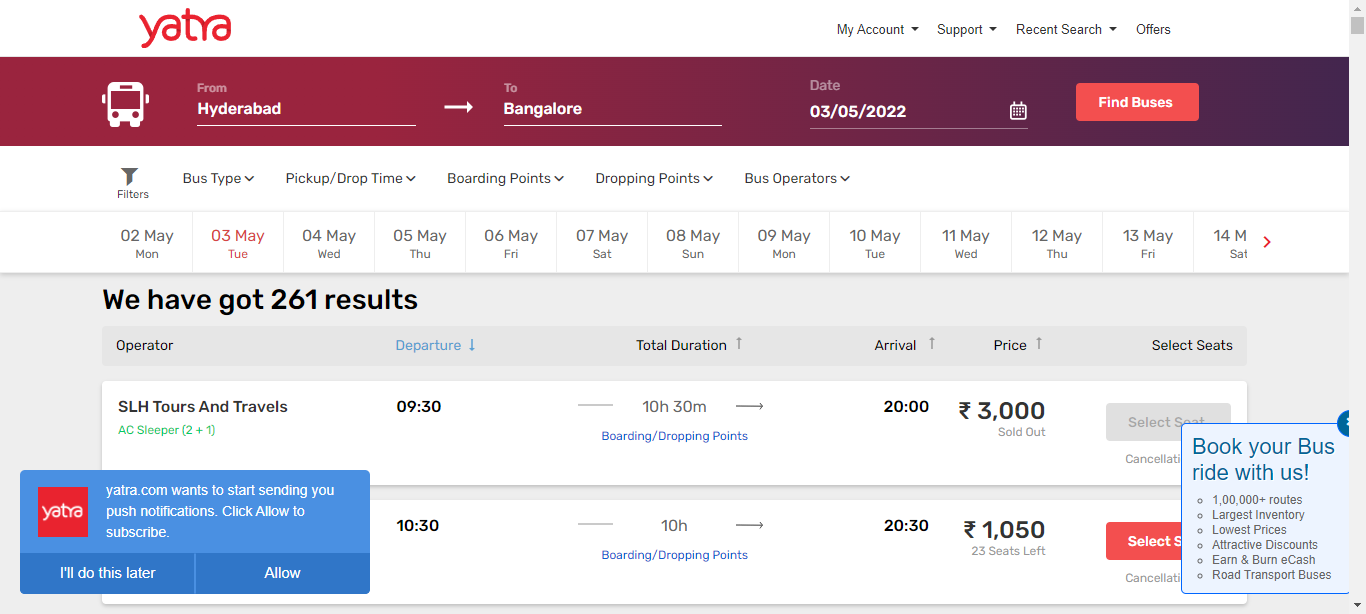 yatra
My Account Support Recent Search Offers
From
Hyderabad
To
Bangalore
Date
03/05/2022
Find Buses
Filters
Bus Type Pickup/Drop Time Boarding Points Dropping Points Bus Operators
02 May 03 May 04 May 05 May 06 May 07 May 08 May 09 May 10 May 11 May 12 May 13 May 14 M
Mon Tue Wed Thu Fri Sat Sun Mon Tue Wed Thu Fri Sat
We have got 261 results
Operator Departure ↓ Total Duration ↑ Arrival ↑ Price ↑ Select Seats
SLH Tours And Travels 09:30 10h 30m 20:00 ₹ 3,000
Select Seat
AC Sleeper (2 + 1) Boarding/Dropping Points Sold Out
Cancellati
10:30 10h 20:30 ₹ 1,050
Select S
Boarding/Dropping Points 23 Seats Left
Cancellati
yatra
yatra.com wants to start sending you
push notifications. Click Allow to
subscribe.
I'll do this later Allow
Book your Bus
ride with us!
1,00,000+ routes
Largest Inventory
Lowest Prices
Attractive Discounts
Earn & Burn eCash
Road Transport Buses